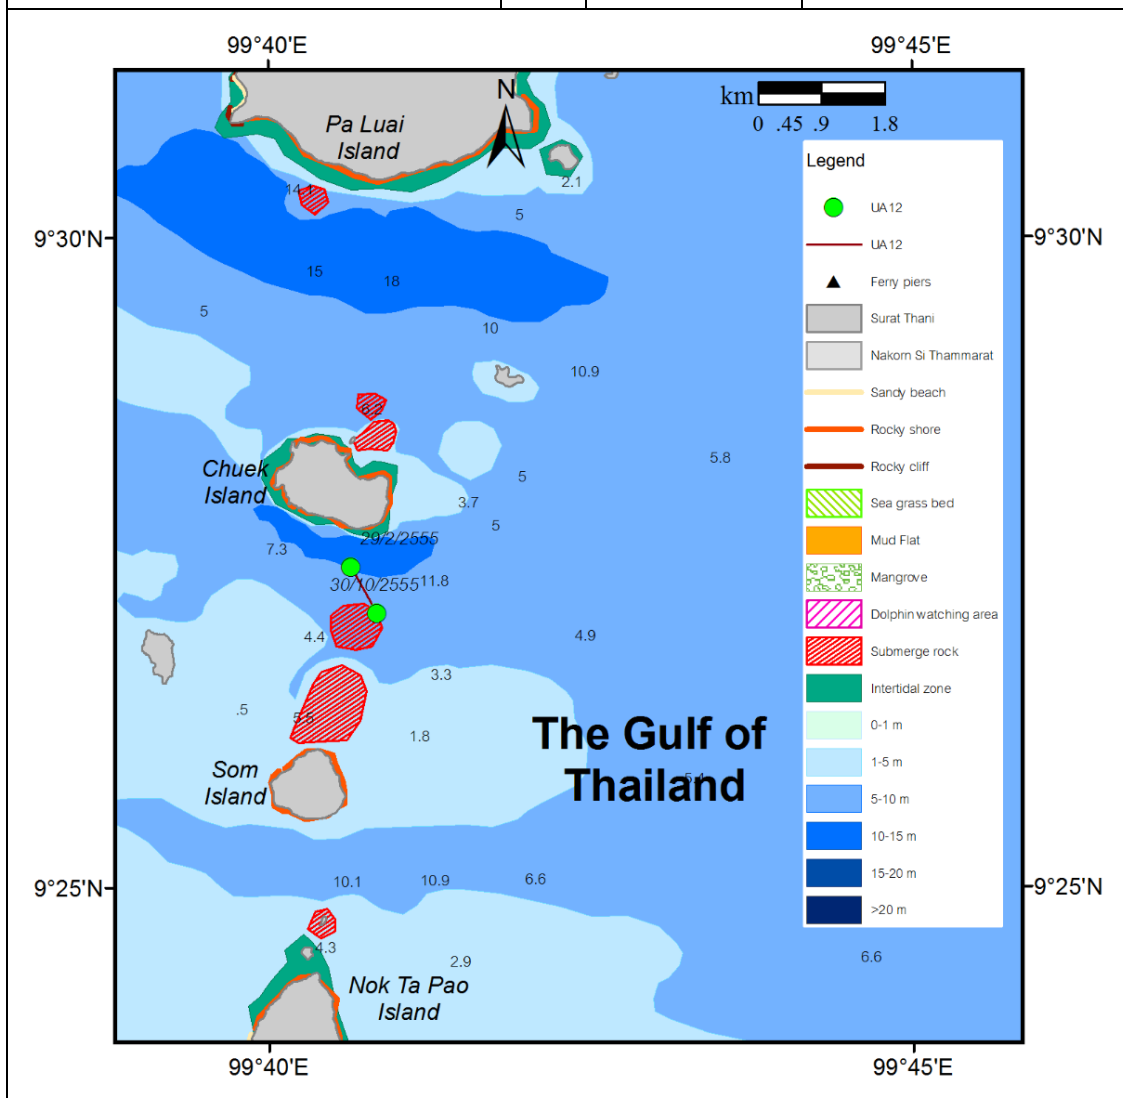 99°40'E
99°45'E
N
km
0 .45 .9 1.8
Pa Luai
Island
Legend
UA 12
UA 12
Ferry piers
Surat Thani
Nakorn Si Thammarat
Sandy beach
Rocky shore
Rocky cliff
Sea grass bed
Mud Flat
Mangrove
Dolphin watching area
Submerge rock
Intertidal zone
0-1 m
1-5 m
5-10 m
10-15 m
15-20 m
>20 m
2.1
14.1
5
9°30'N
9°30'N
15
18
5
10
10.9
6.2
5.8
Chuek
Island
5
3.7
5
29/2/2555
7.3
30/10/2555
11.8
4.4
4.9
3.3
.5
5.5
1.8
The Gulf of
Thailand
5.4
Som
Island
10.1
10.9
6.6
9°25'N
9°25'N
4.3
2.9
6.6
Nok Ta Pao
Island
99°40'E
99°45'E